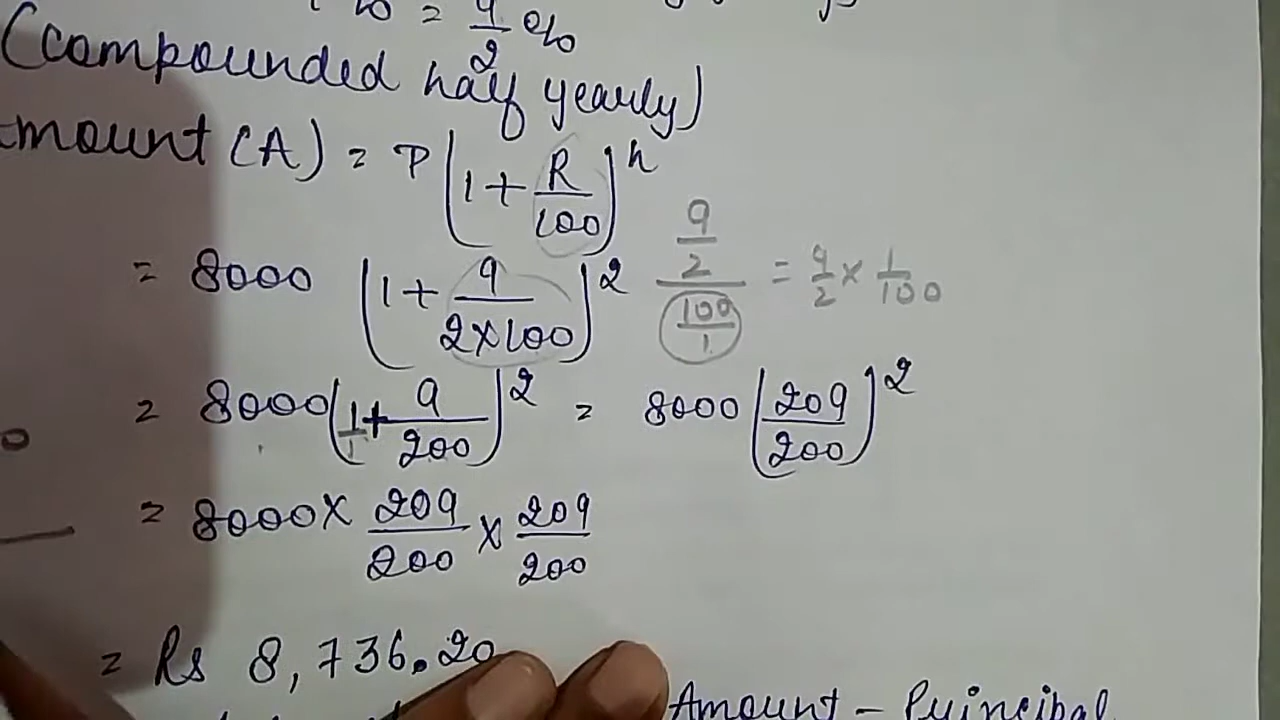 % = 9/2 %
(compounded half yearly)
mount (A) = P (1 + R/100)^n
= 8000 (1 + 9/2×100)^2 9/2 / 100/1 = 9/2 × 1/100
= 8000 (1/1 + 9/200)^2 = 8000 (209/200)^2
= 8000 × 209/200 × 209/200
= Rs 8,736.20
Amount - Principal